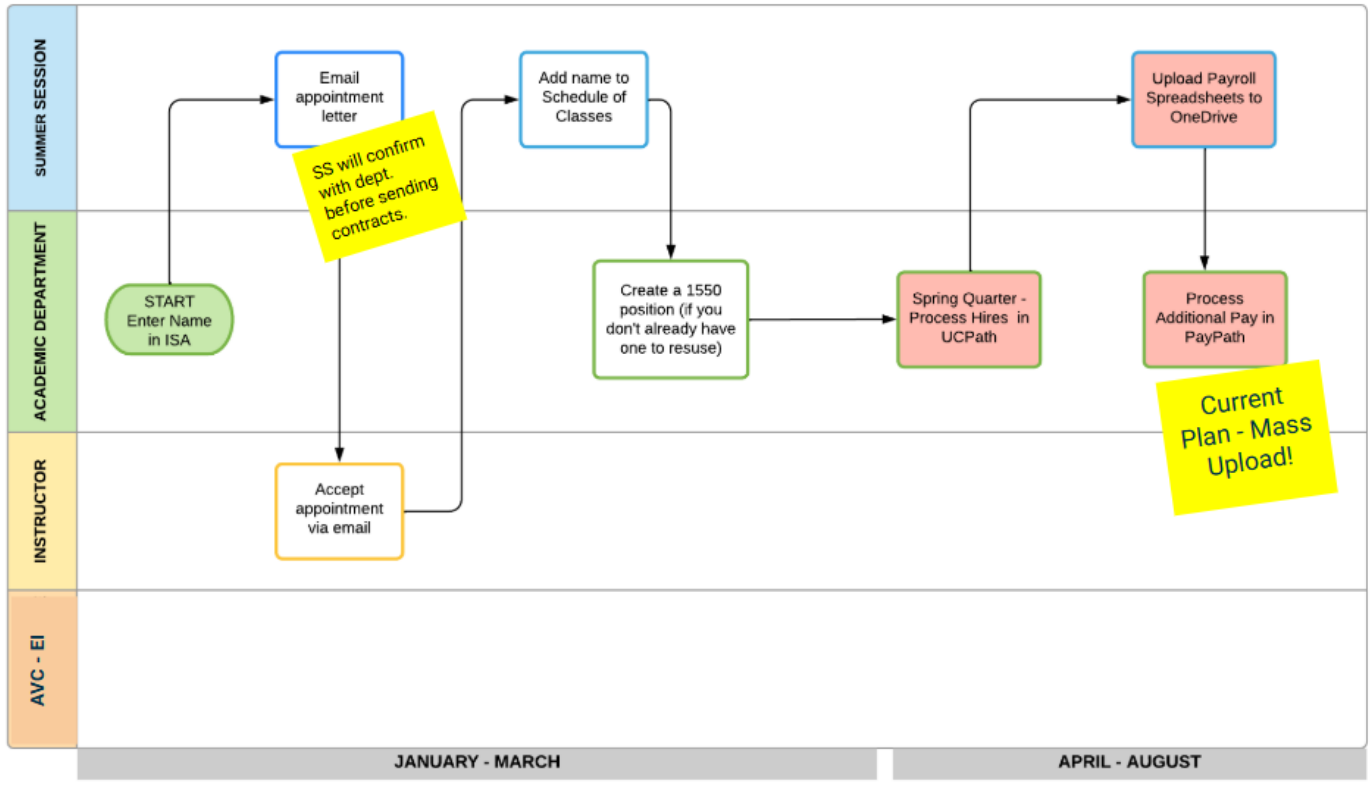 SUMMER SESSION
Email
appointment
letter
SS will confirm
with dept.
before sending
contracts.
Add name to
Schedule of
Classes
Upload Payroll
Spreadsheets to
OneDrive
ACADEMIC DEPARTMENT
START
Enter Name
in ISA
Create a 1550
position (if you
don't already have
one to resuse)
Spring Quarter -
Process Hires in
UCPath
Process
Additional Pay in
PayPath
Current
Plan - Mass
Upload!
INSTRUCTOR
Accept
appointment
via email
AVC - EI
JANUARY - MARCH
APRIL - AUGUST